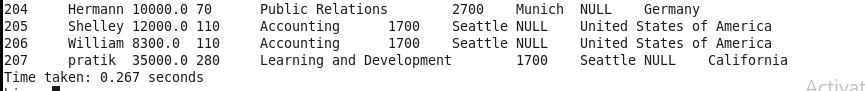 204 Hermann 10000.0 70 Public Relations 2700 Munich NULL Germany
205 Shelley 12000.0 110 Accounting 1700 Seattle NULL United States of America
206 William 8300.0 110 Accounting 1700 Seattle NULL United States of America
207 pratik 35000.0 280 Learning and Development 1700 Seattle NULL California
Time taken: 0.267 seconds
Activat